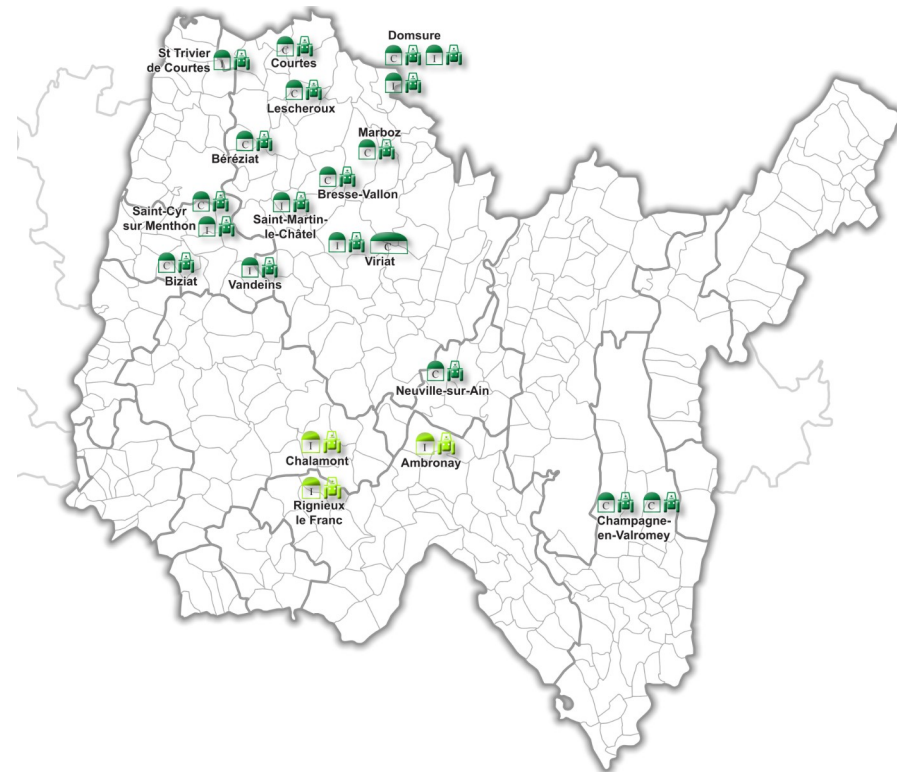 Domsure
C I
I
St Trivier
de Courtes
C
Courtes
C
Lescheroux
Marboz
C
Béréziat
C
C
Bresse-Vallon
Saint-Cyr
sur Menthon
C
I
I
Saint-Martin-
le-Châtel
I C
Viriat
C
Biziat
I
Vandeins
C
Neuville-sur-Ain
I
Chalamont
I
Ambronay
I
Rignieux
le Franc
C C
Champagne-
en-Valromey